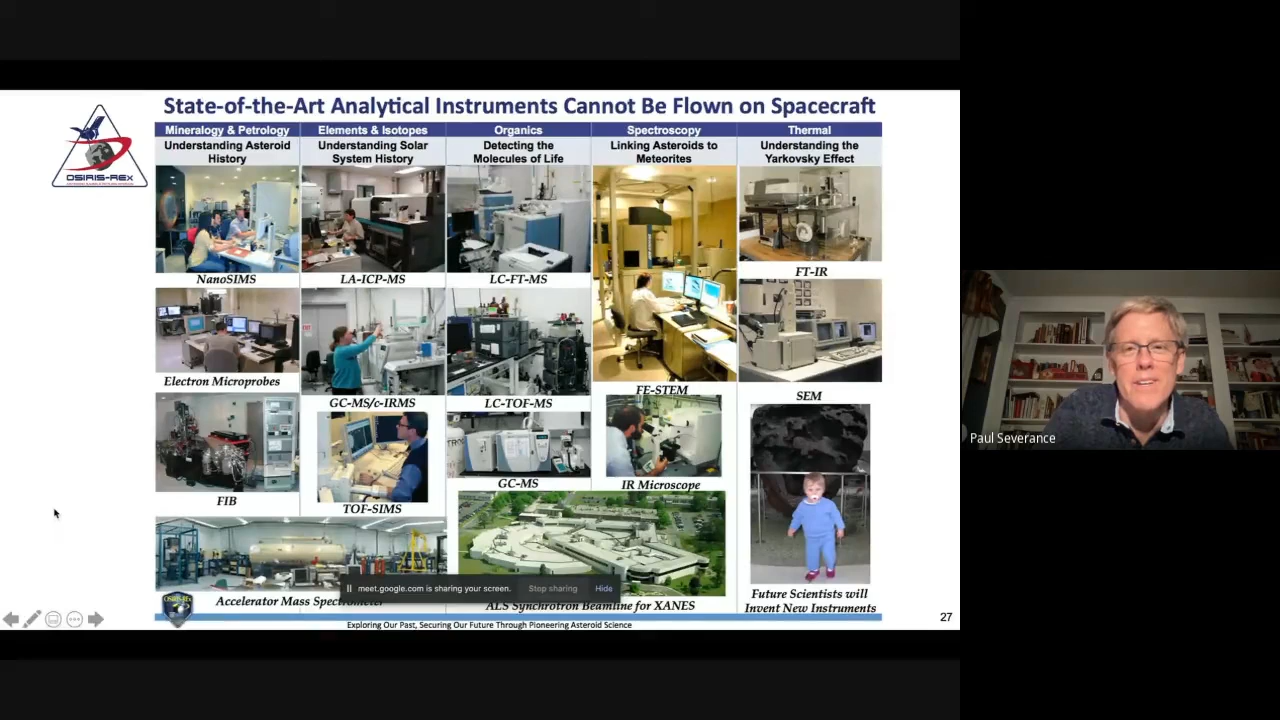 State-of-the-Art Analytical Instruments Cannot Be Flown on Spacecraft
OSIRIS-REx
Mineralogy & Petrology
Elements & Isotopes
Organics
Spectroscopy
Thermal
Understanding Asteroid
History
Understanding Solar
System History
Detecting the
Molecules of Life
Linking Asteroids to
Meteorites
Understanding the
Yarkovsky Effect
NanoSIMS
LA-ICP-MS
LC-FT-MS
FT-IR
Electron Microprobes
GC-MS/c-IRMS
LC-TOF-MS
FE-STEM
SEM
FIB
TOF-SIMS
GC-MS
IR Microscope
Accelerator Mass
ALS Synchrotron Beamline for XANES
Future Scientists will
Invent New Instruments
meet.google.com is sharing your screen.
Stop sharing
Hide
Exploring Our Past, Securing Our Future Through Pioneering Asteroid Science
27
Paul Severance